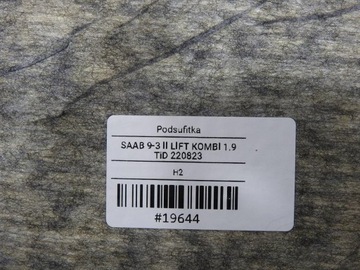 Podsufitka
SAAB 9-3 II LIFT KOMBI 1.9
TiD 220823
H2
#19644